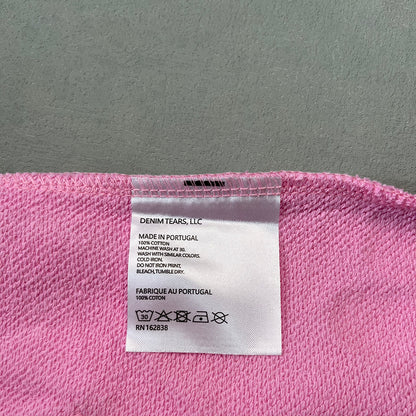 DENIM TEARS, LLC
MADE IN PORTUGAL
100% COTTON
MACHINE WASH AT 30.
WASH WITH SIMILAR COLORS.
COLD IRON.
DO NOT IRON PRINT,
BLEACH, TUMBLE DRY.
FABRIQUE AU PORTUGAL
100% COTON
30
RN 162838